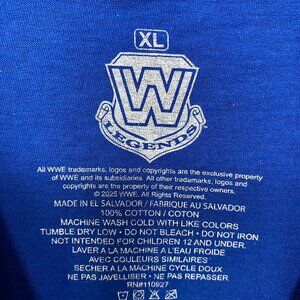 XL
W
LEGENDS
All WWE trademarks, logos and copyrights are the exclusive property
of WWE and its subsidiaries. All other trademarks, logos and
copyrights are the property of their respective owners.
© 2025 WWE. All Rights Reserved.
MADE IN EL SALVADOR / FABRIQUE AU SALVADOR
100% COTTON / COTON
MACHINE WASH COLD WITH LIKE COLORS
TUMBLE DRY LOW - DO NOT BLEACH - DO NOT IRON
NOT INTENDED FOR CHILDREN 12 AND UNDER.
LAVER A LA MACHINE A L'EAU FROIDE
AVEC COULEURS SIMILAIRES
SECHER A LA MACHINE CYCLE DOUX
NE PAS JAVELLISER - NE PAS REPASSER
RN#110927